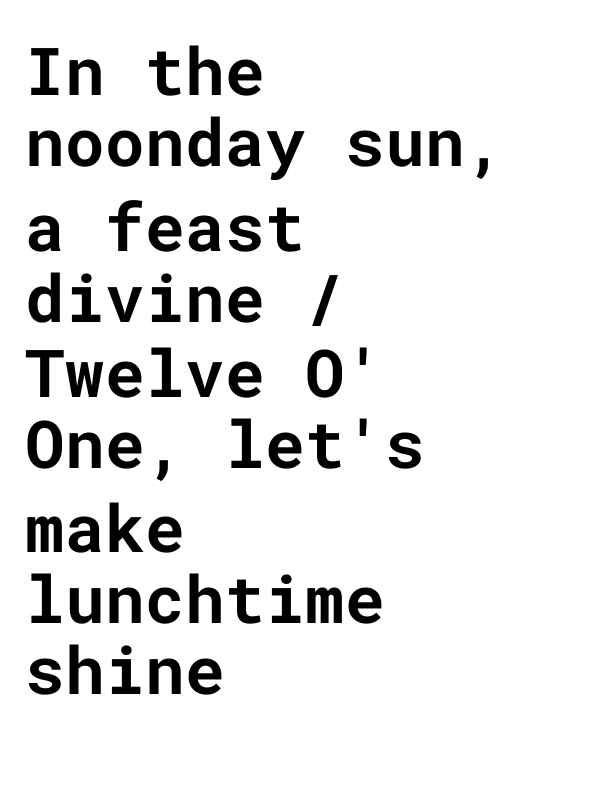 In the
noonday sun,
a feast
divine /
Twelve O'
One, let's
make
lunchtime
shine